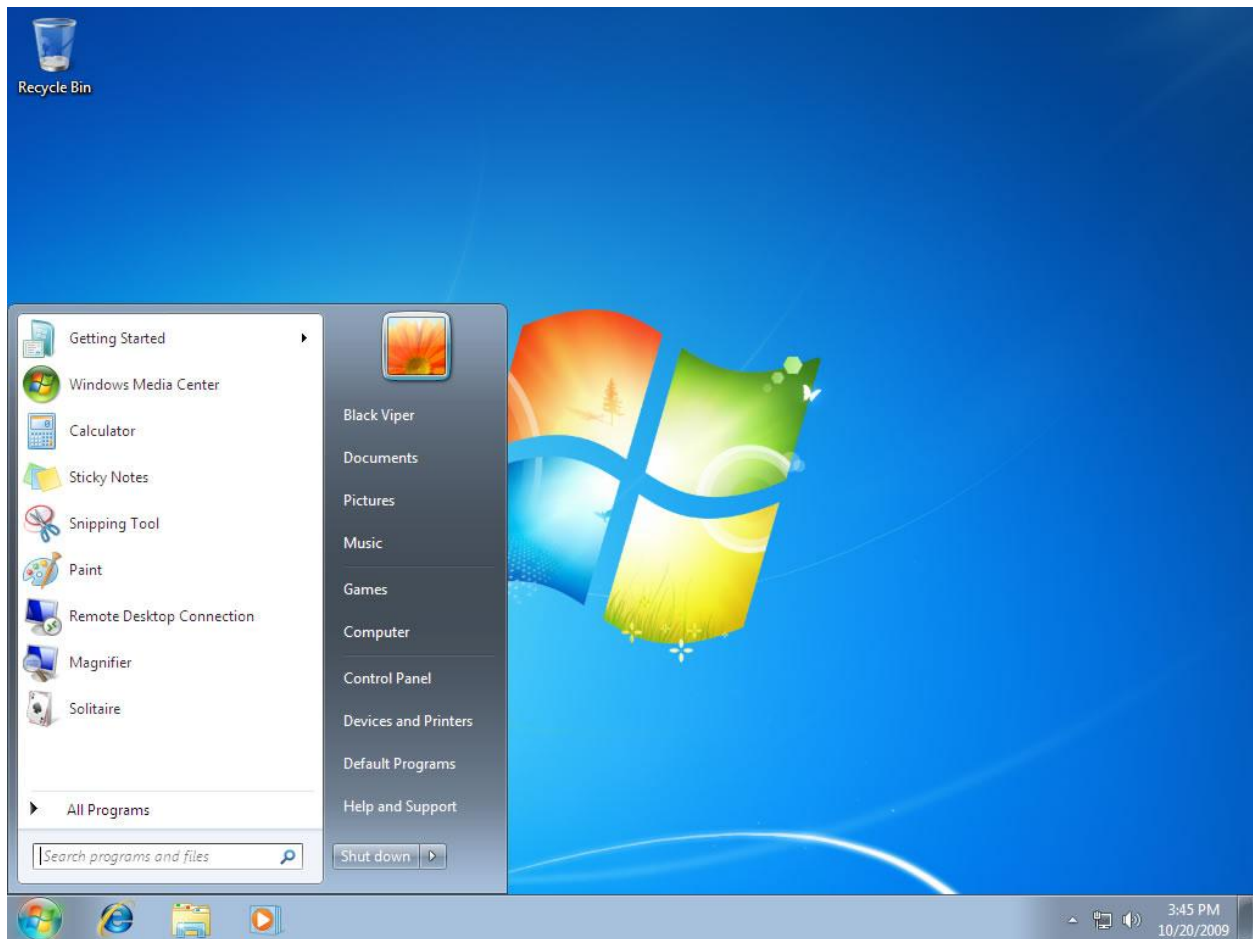 Recycle Bin
Getting Started
Windows Media Center
Calculator
Sticky Notes
Snipping Tool
Paint
Remote Desktop Connection
Magnifier
Solitaire
All Programs
Search programs and files
Black Viper
Documents
Pictures
Music
Games
Computer
Control Panel
Devices and Printers
Default Programs
Help and Support
Shut down
3:45 PM
10/20/2009